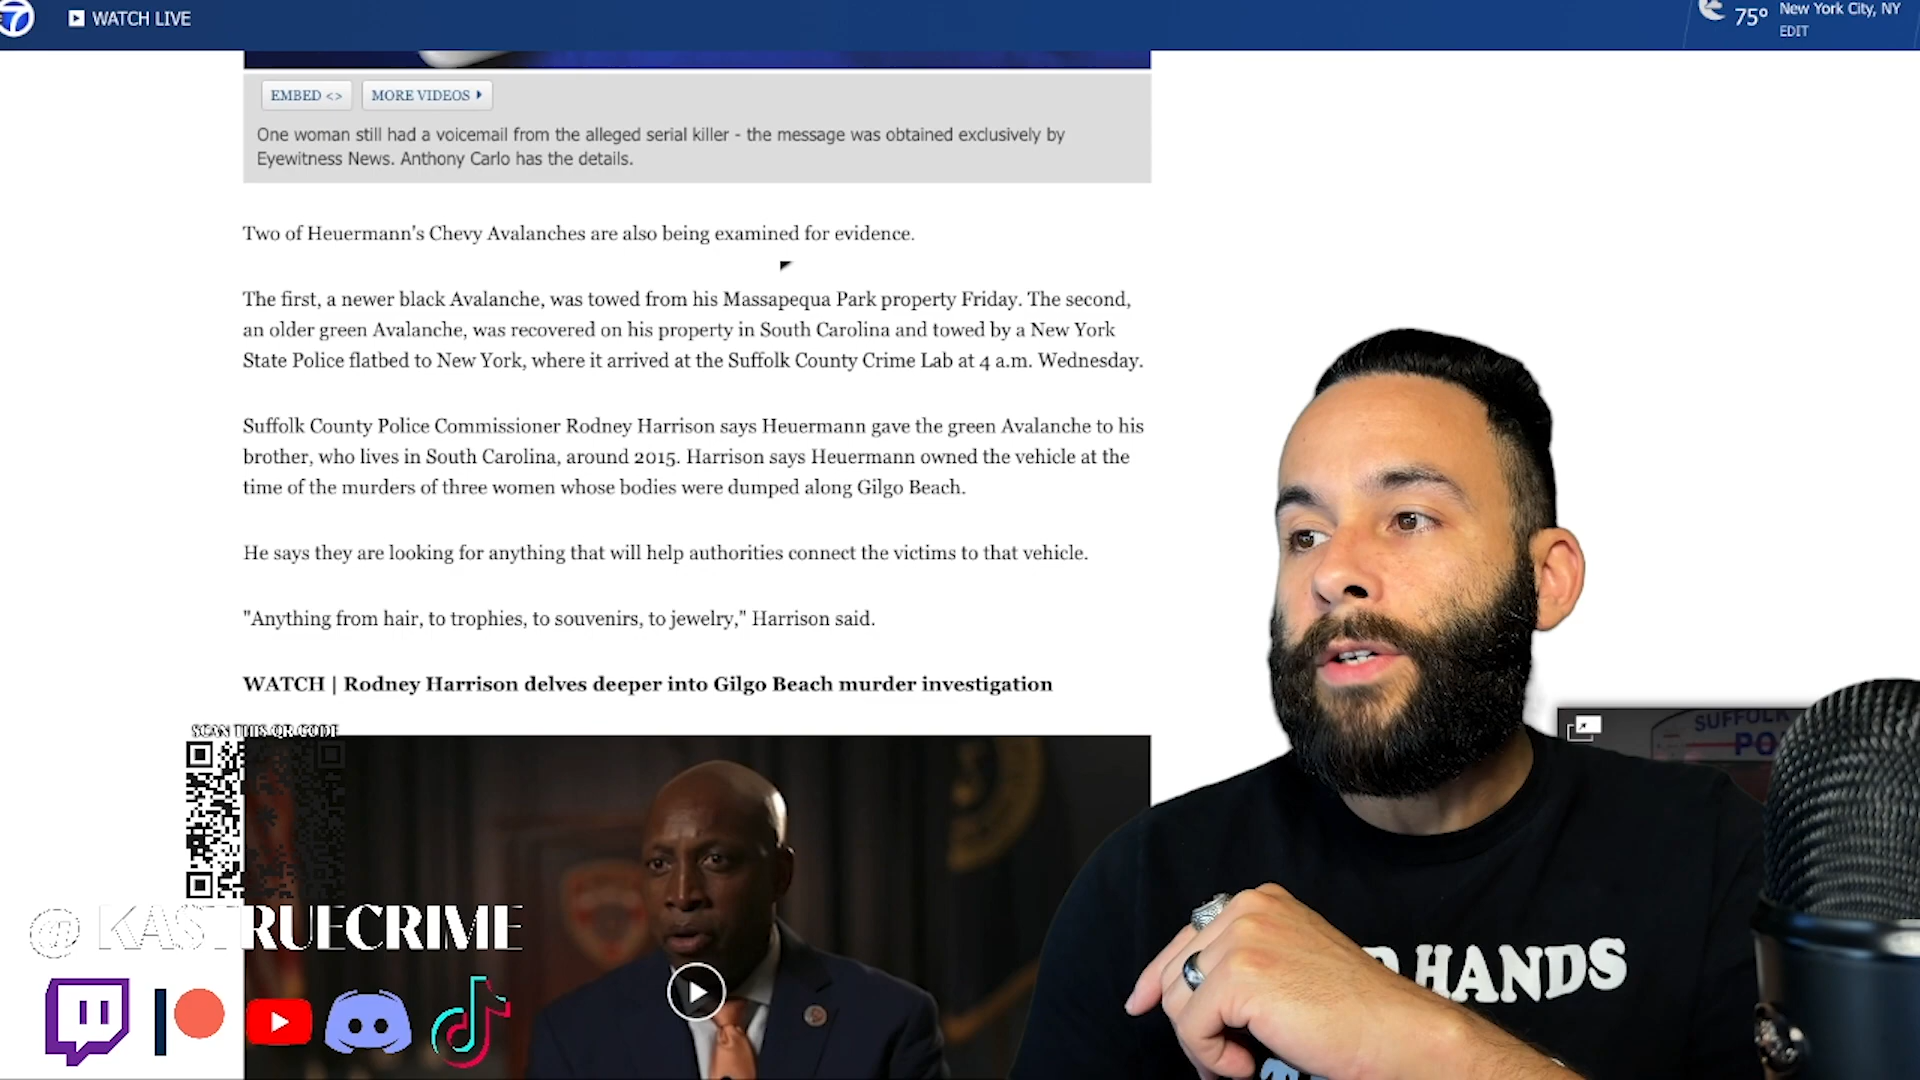 7
WATCH LIVE
75°
New York City, NY
EDIT
EMBED <>
MORE VIDEOS
One woman still had a voicemail from the alleged serial killer - the message was obtained exclusively by
Eyewitness News. Anthony Carlo has the details.
Two of Heuermann's Chevy Avalanches are also being examined for evidence.
The first, a newer black Avalanche, was towed from his Massapequa Park property Friday. The second,
an older green Avalanche, was recovered on his property in South Carolina and towed by a New York
State Police flatbed to New York, where it arrived at the Suffolk County Crime Lab at 4 a.m. Wednesday.
Suffolk County Police Commissioner Rodney Harrison says Heuermann gave the green Avalanche to his
brother, who lives in South Carolina, around 2015. Harrison says Heuermann owned the vehicle at the
time of the murders of three women whose bodies were dumped along Gilgo Beach.
He says they are looking for anything that will help authorities connect the victims to that vehicle.
"Anything from hair, to trophies, to souvenirs, to jewelry," Harrison said.
WATCH | Rodney Harrison delves deeper into Gilgo Beach murder investigation
SCAN THIS QR CODE
@KASTRUECRIME
SUFFOLK
PO
HANDS